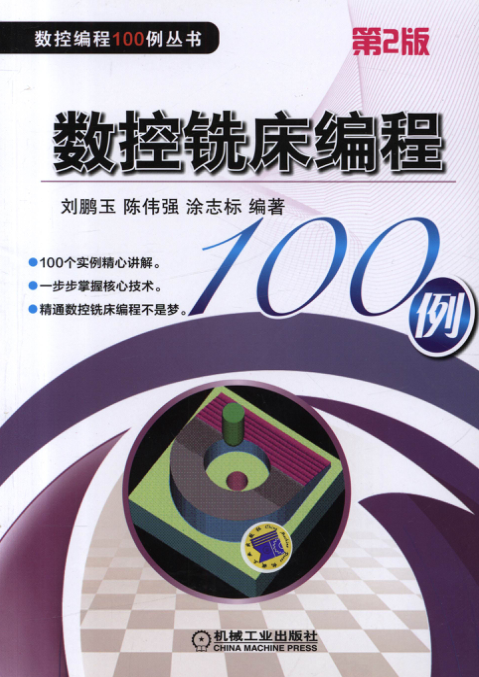 数控编程100例丛书
第2版
数控铣床编程
刘鹏玉 陈伟强 涂志标 编著
100例
●100个实例精心讲解。
●一步步掌握核心技术。
●精通数控铣床编程不是梦。
机械工业出版社
CHINA MACHINE PRESS